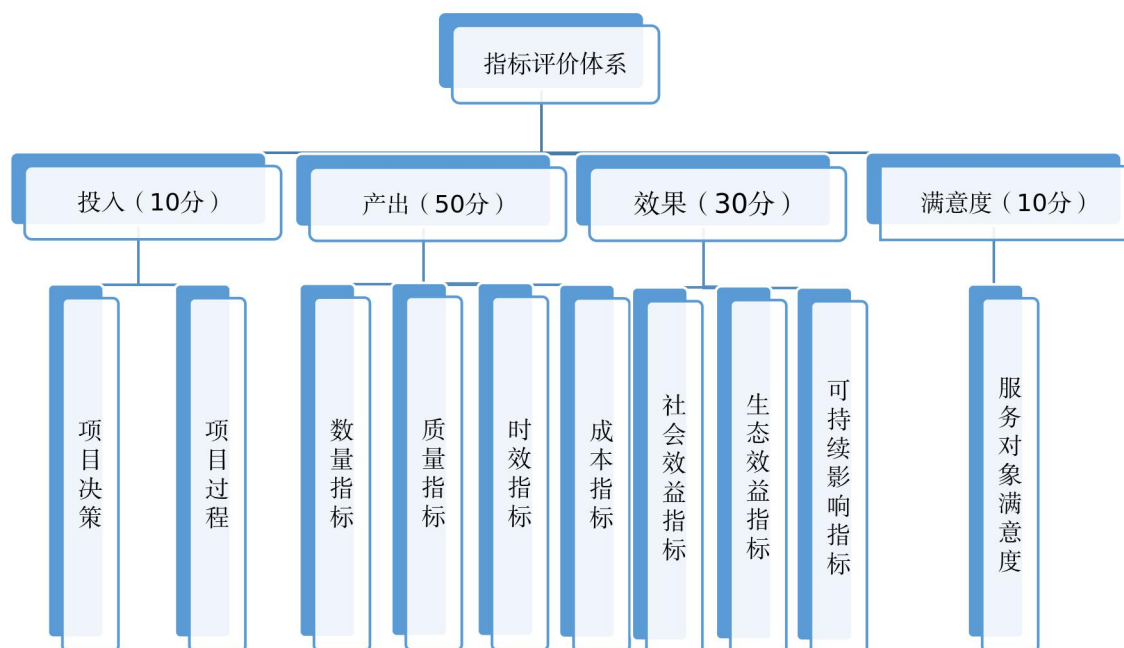 指标评价体系
投入（10分）
产出（50分）
效果（30分）
满意度（10分）
项目决策
项目过程
数量指标
质量指标
时效指标
成本指标
社会效益指标
生态效益指标
可持续影响指标
服务对象满意度